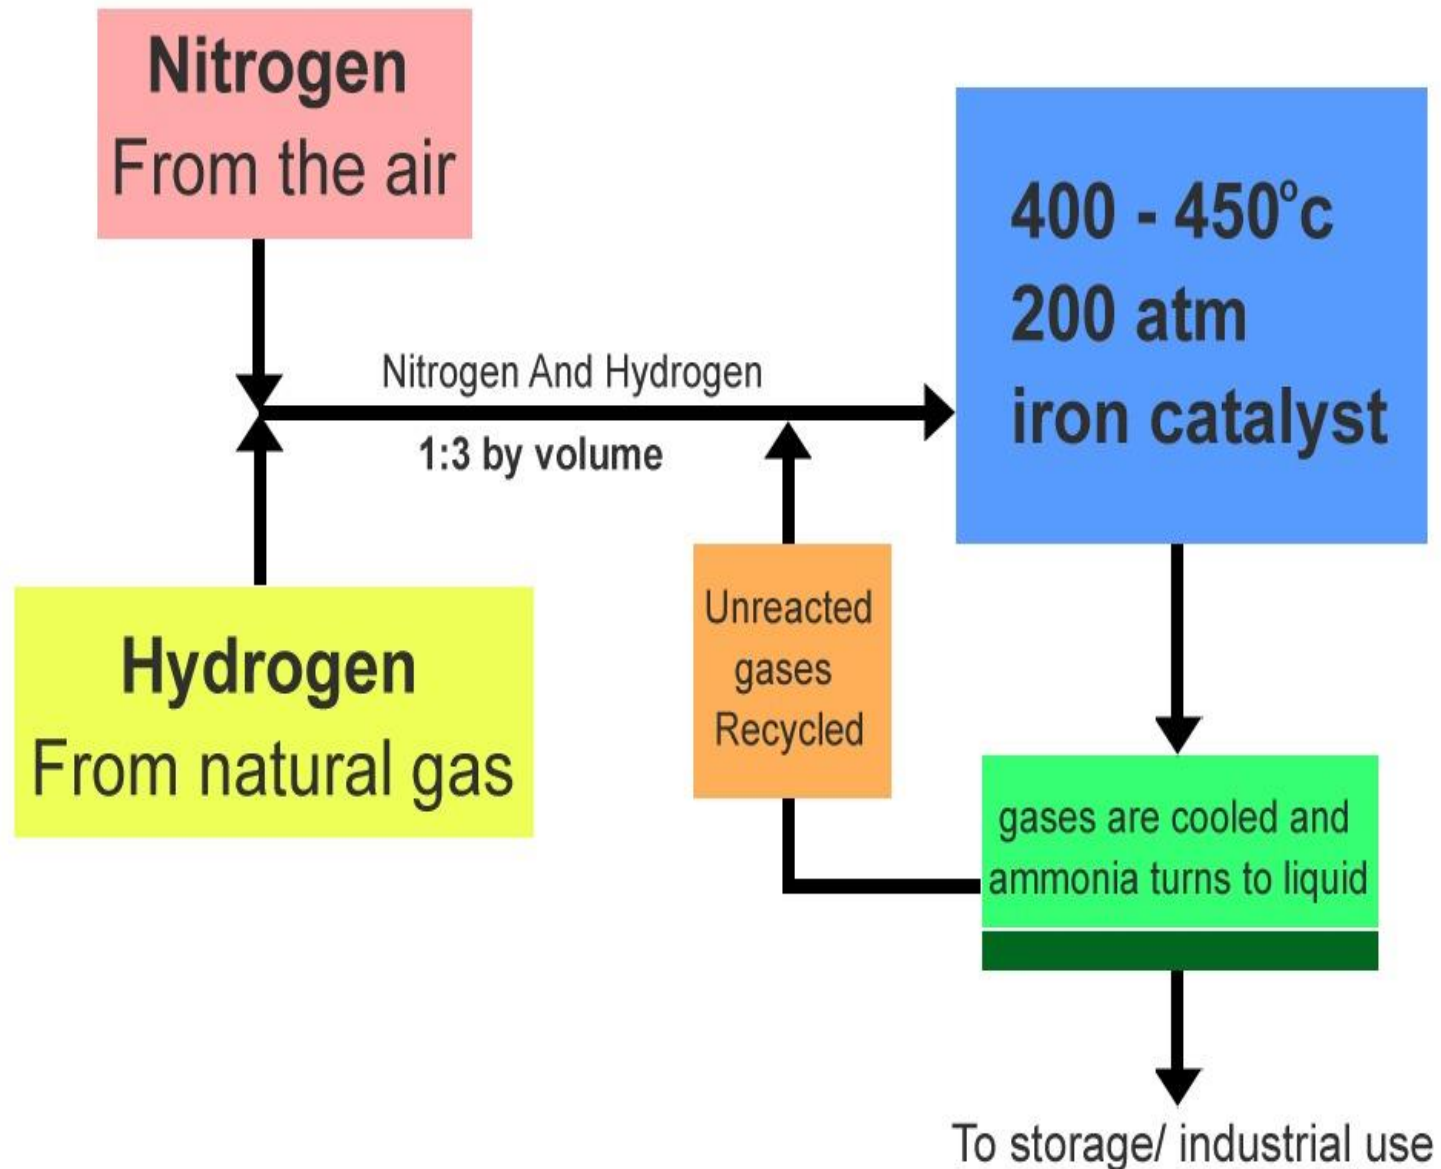 Nitrogen
From the air
Nitrogen And Hydrogen
1:3 by volume
400 - 450°c
200 atm
iron catalyst
Hydrogen
From natural gas
Unreacted
gases
Recycled
gases are cooled and
ammonia turns to liquid
To storage/ industrial use